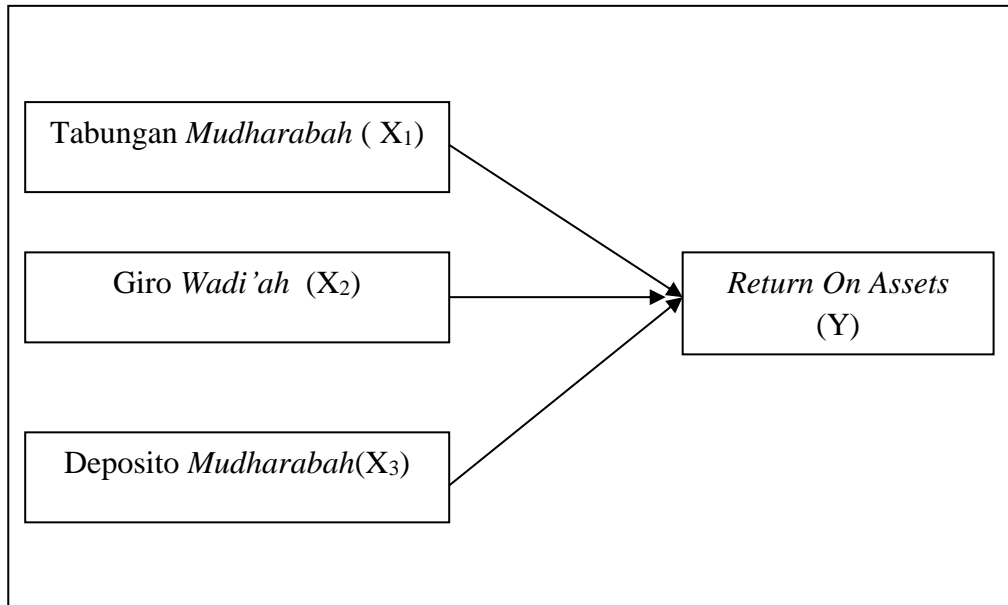 Tabungan Mudharabah ( X₁)
Giro Wadi’ah (X₂)
Return On Assets
(Y)
Deposito Mudharabah(X₃)